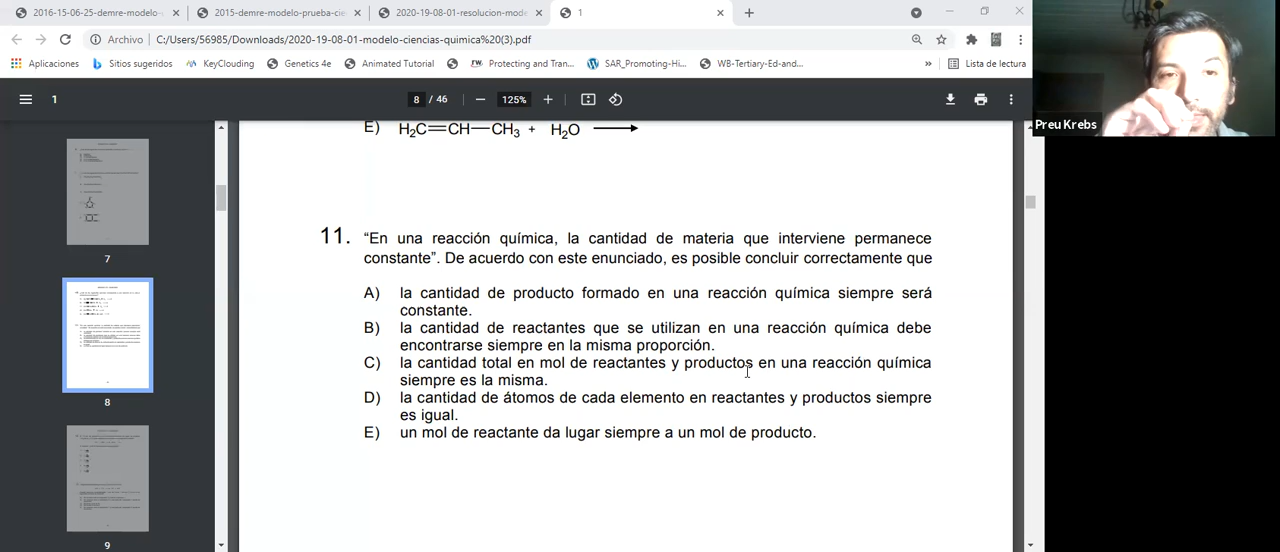 2016-15-06-25-demre-modelo-
2015-demre-modelo-prueba-cie
2020-19-08-01-resolucion-mode
1
Archivo
C:/Users/56985/Downloads/2020-19-08-01-modelo-ciencias-quimica%20(3).pdf
Aplicaciones
Sitios sugeridos
KeyClouding
Genetics 4e
Animated Tutorial
Protecting and Tran...
SAR_Promoting-Hi...
WB-Tertiary-Ed-and...
»
Lista de lectura
Preu Krebs
1
8 / 46
125%
7
8
9
E) H₂C=CH—CH₃ + H₂O ⟶
11. “En una reacción química, la cantidad de materia que interviene permanece
constante”. De acuerdo con este enunciado, es posible concluir correctamente que
A) la cantidad de producto formado en una reacción química siempre será
constante.
B) la cantidad de reactantes que se utilizan en una reacción química debe
encontrarse siempre en la misma proporción.
C) la cantidad total en mol de reactantes y productos en una reacción química
siempre es la misma.
D) la cantidad de átomos de cada elemento en reactantes y productos siempre
es igual.
E) un mol de reactante da lugar siempre a un mol de producto.